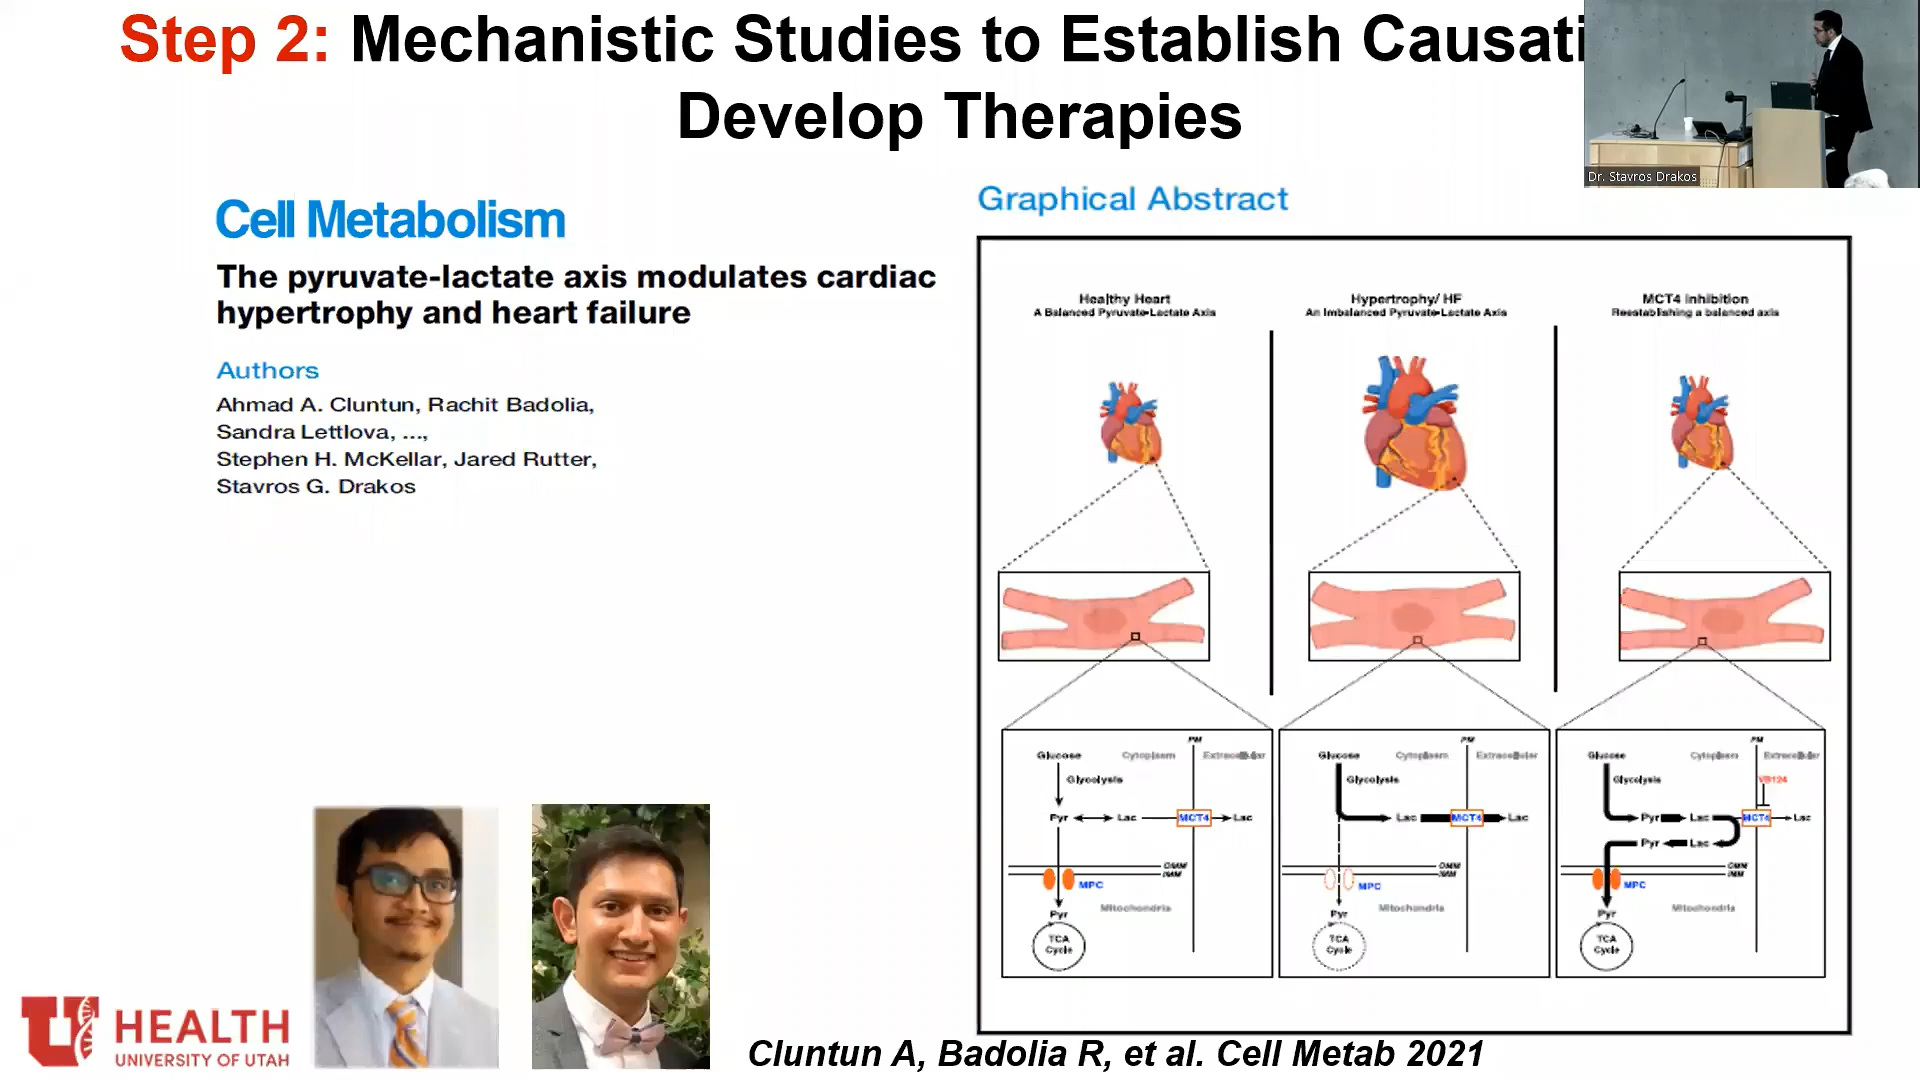 Step 2: Mechanistic Studies to Establish Causati
Develop Therapies
Dr. Stavros Drakos
Cell Metabolism
The pyruvate-lactate axis modulates cardiac
hypertrophy and heart failure
Authors
Ahmad A. Cluntun, Rachit Badolia,
Sandra Lettlova, ...,
Stephen H. McKellar, Jared Rutter,
Stavros G. Drakos
Graphical Abstract
Healthy Heart
A Balanced Pyruvate-Lactate Axis
Hypertrophy/ HF
An Imbalanced Pyruvate-Lactate Axis
MCT4 Inhibition
Reestablishing a balanced axis
PM
Glucose Cytoplasm Extracellular
Glycolysis
Pyr Lac MCT4 Lac
OMM
IMM
MPC
Pyr Mitochondria
TCA
Cycle
PM
Glucose Cytoplasm Extracellular
Glycolysis
Lac MCT4 Lac
OMM
IMM
MPC
Pyr Mitochondria
TCA
Cycle
PM
Glucose Cytoplasm Extracellular
Glycolysis VB124
Pyr Lac MCT4 Lac
Pyr Lac
OMM
IMM
MPC
Pyr Mitochondria
TCA
Cycle
U HEALTH
UNIVERSITY OF UTAH
Cluntun A, Badolia R, et al. Cell Metab 2021